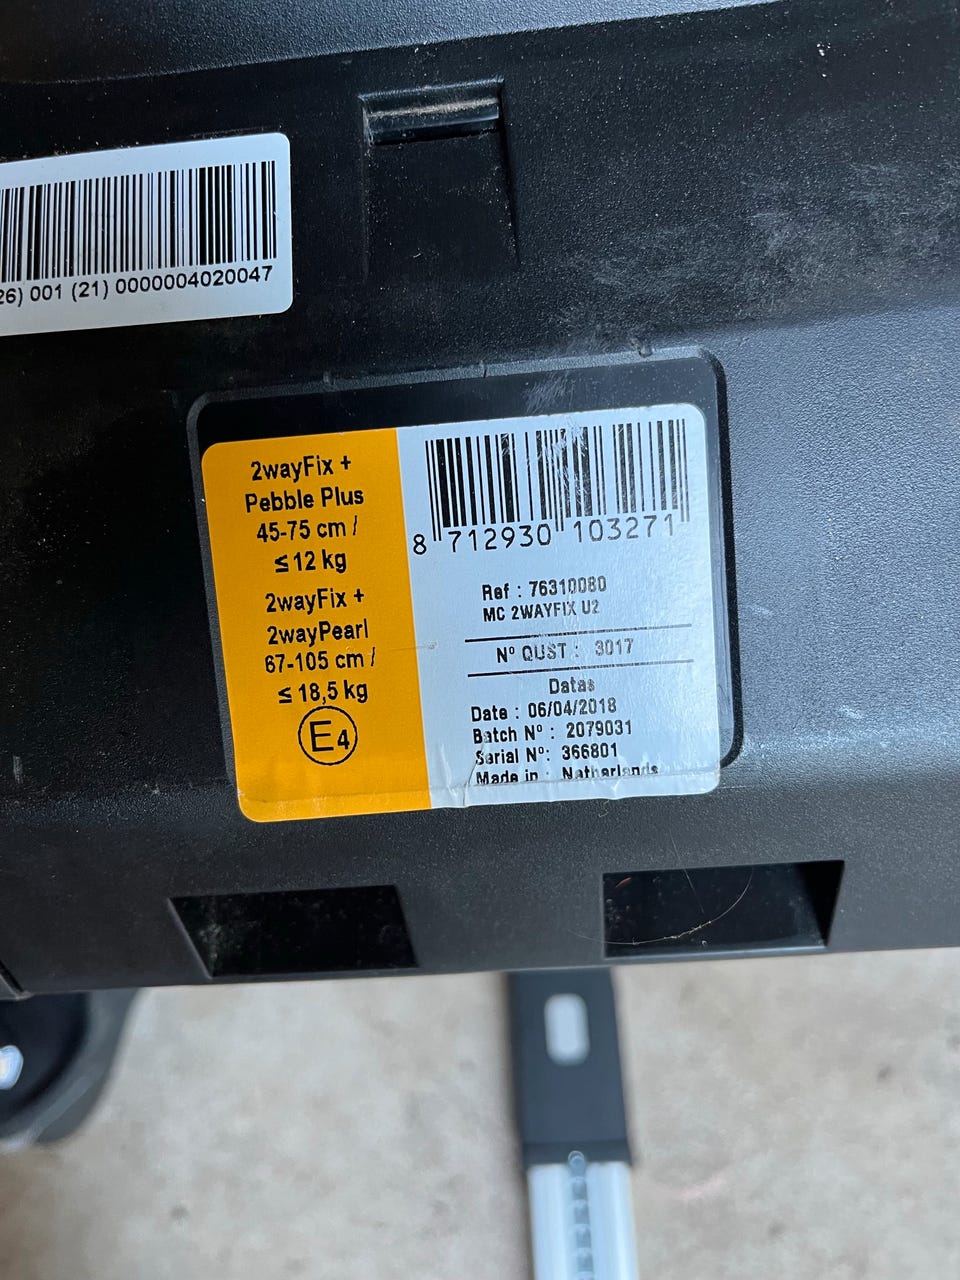 26) 001 (21) 0000004020047
2wayFix +
Pebble Plus
45-75 cm /
≤12 kg
2wayFix +
2wayPearl
67-105 cm /
≤18,5 kg
E4
8 712930 103271
Ref : 76310080
MC 2WAYFIX U2
Nº QUST : 3017
Datas
Date : 06/04/2018
Batch Nº : 2079031
Serial Nº: 366801
Made in : Netherlands